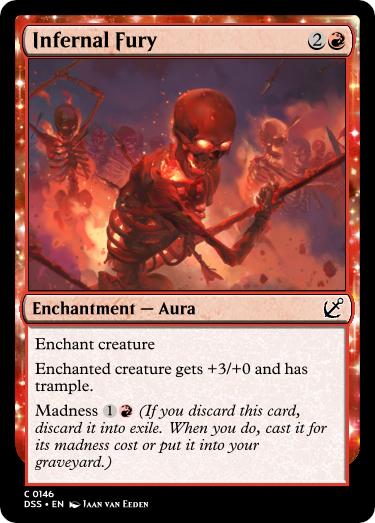 Infernal Fury 2
Enchantment — Aura
Enchant creature
Enchanted creature gets +3/+0 and has
trample.
Madness 1 (If you discard this card,
discard it into exile. When you do, cast it for
its madness cost or put it into your
graveyard.)
C 0146
DSS • EN Jaan van Eeden